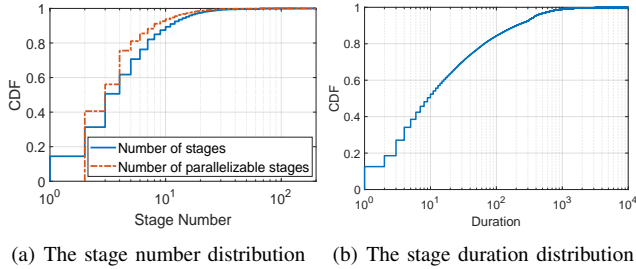 1
0.8
0.6
0.4
0.2
0
CDF
Number of stages
Number of parallelizable stages
10^0 10^1 10^2
Stage Number
1
0.8
0.6
0.4
0.2
0
CDF
10^0 10^1 10^2 10^3 10^4
Duration
(a) The stage number distribution (b) The stage duration distribution